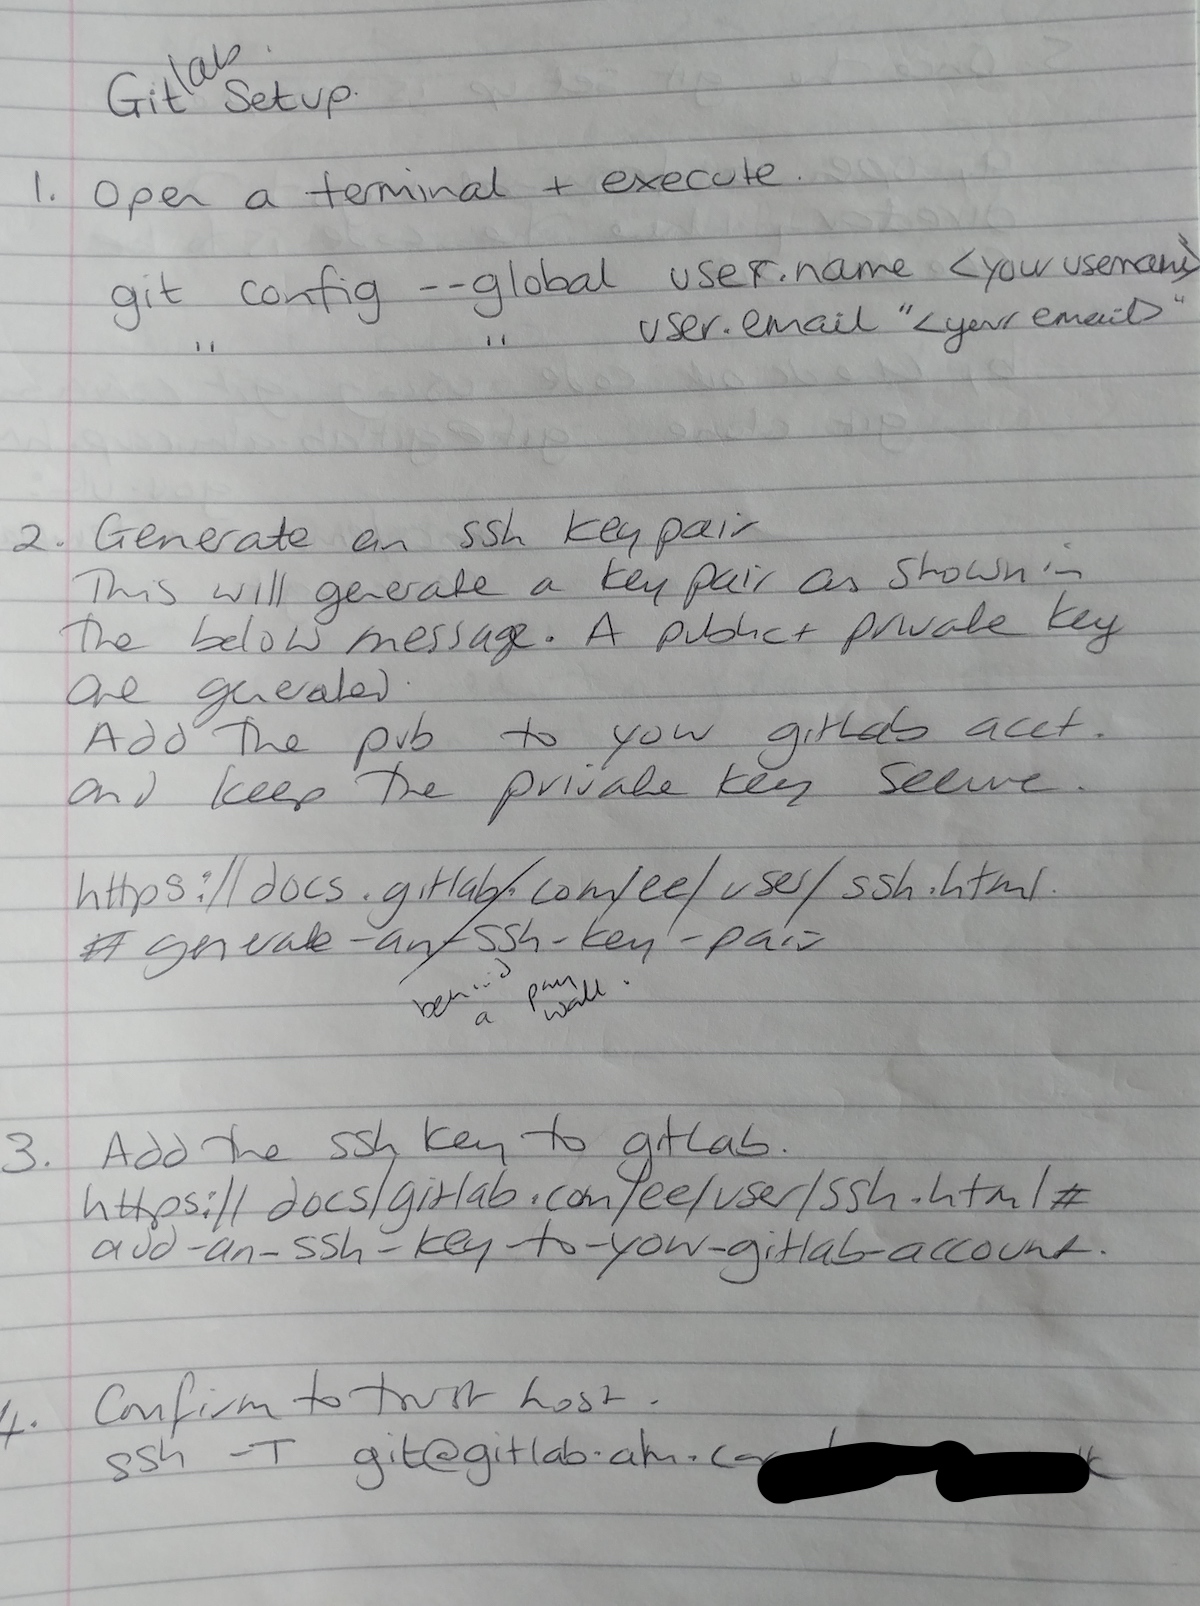 Gitlab Setup.
1. Open a terminal + execute.
git config --global user.name <your username>
" " user.email "<your email>"
2. Generate an ssh key pair
This will generate a key pair as shown in
the below message. A public + private key
are generated.
Add the pub to your gitlab acct.
and keep the private key secure.
https://docs.gitlab.com/ee/user/ssh.html.
#generate-an-ssh-key-pair
behind a pay wall.
3. Add the ssh key to gitlab.
https://docs/gitlab.com/ee/user/ssh.html#
add-an-ssh-key-to-your-gitlab-account.
4. Confirm to trust host.
ssh -T